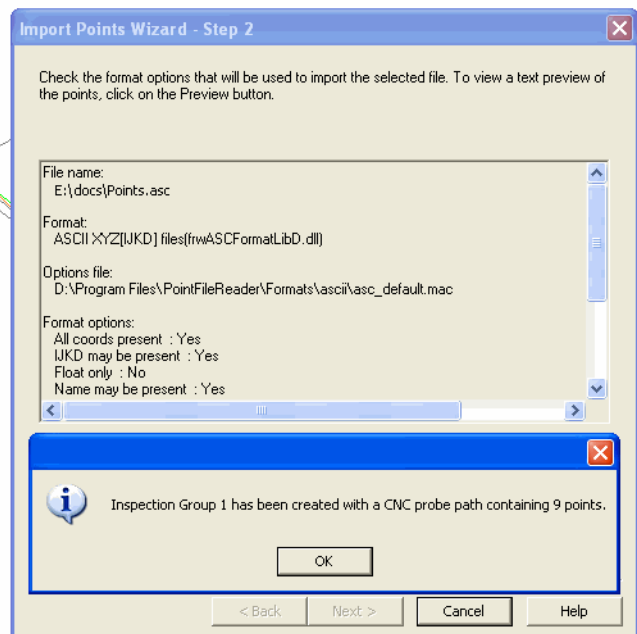 Import Points Wizard - Step 2
Check the format options that will be used to import the selected file. To view a text preview of
the points, click on the Preview button.
File name:
E:\docs\Points.asc
Format:
ASCII XYZ[IJKD] files(frwASCFormatLibD.dll)
Options file:
D:\Program Files\PointFileReader\Formats\ascii\asc_default.mac
Format options:
All coords present : Yes
IJKD may be present : Yes
Float only : No
Name may be present : Yes
Inspection Group 1 has been created with a CNC probe path containing 9 points.
OK
< Back
Next >
Cancel
Help